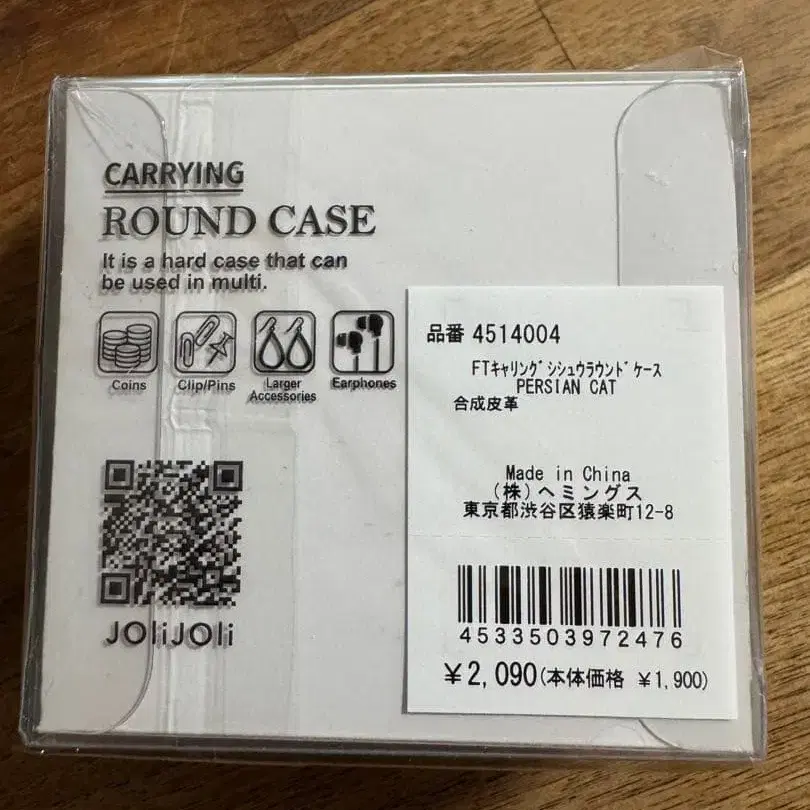 CARRYING
ROUND CASE
It is a hard case that can
be used in multi.
Coins
Clip/Pins
Larger
Accessories
Earphones
JOliJOli
品番 4514004
FTｷｬﾘﾝｸﾞｼｼｭｳﾗｳﾝﾄﾞｹｰｽ
PERSIAN CAT
合成皮革
Made in China
(株)ヘミングス
東京都渋谷区猿楽町12-8
4533503972476
¥2,090(本体価格 ¥1,900)